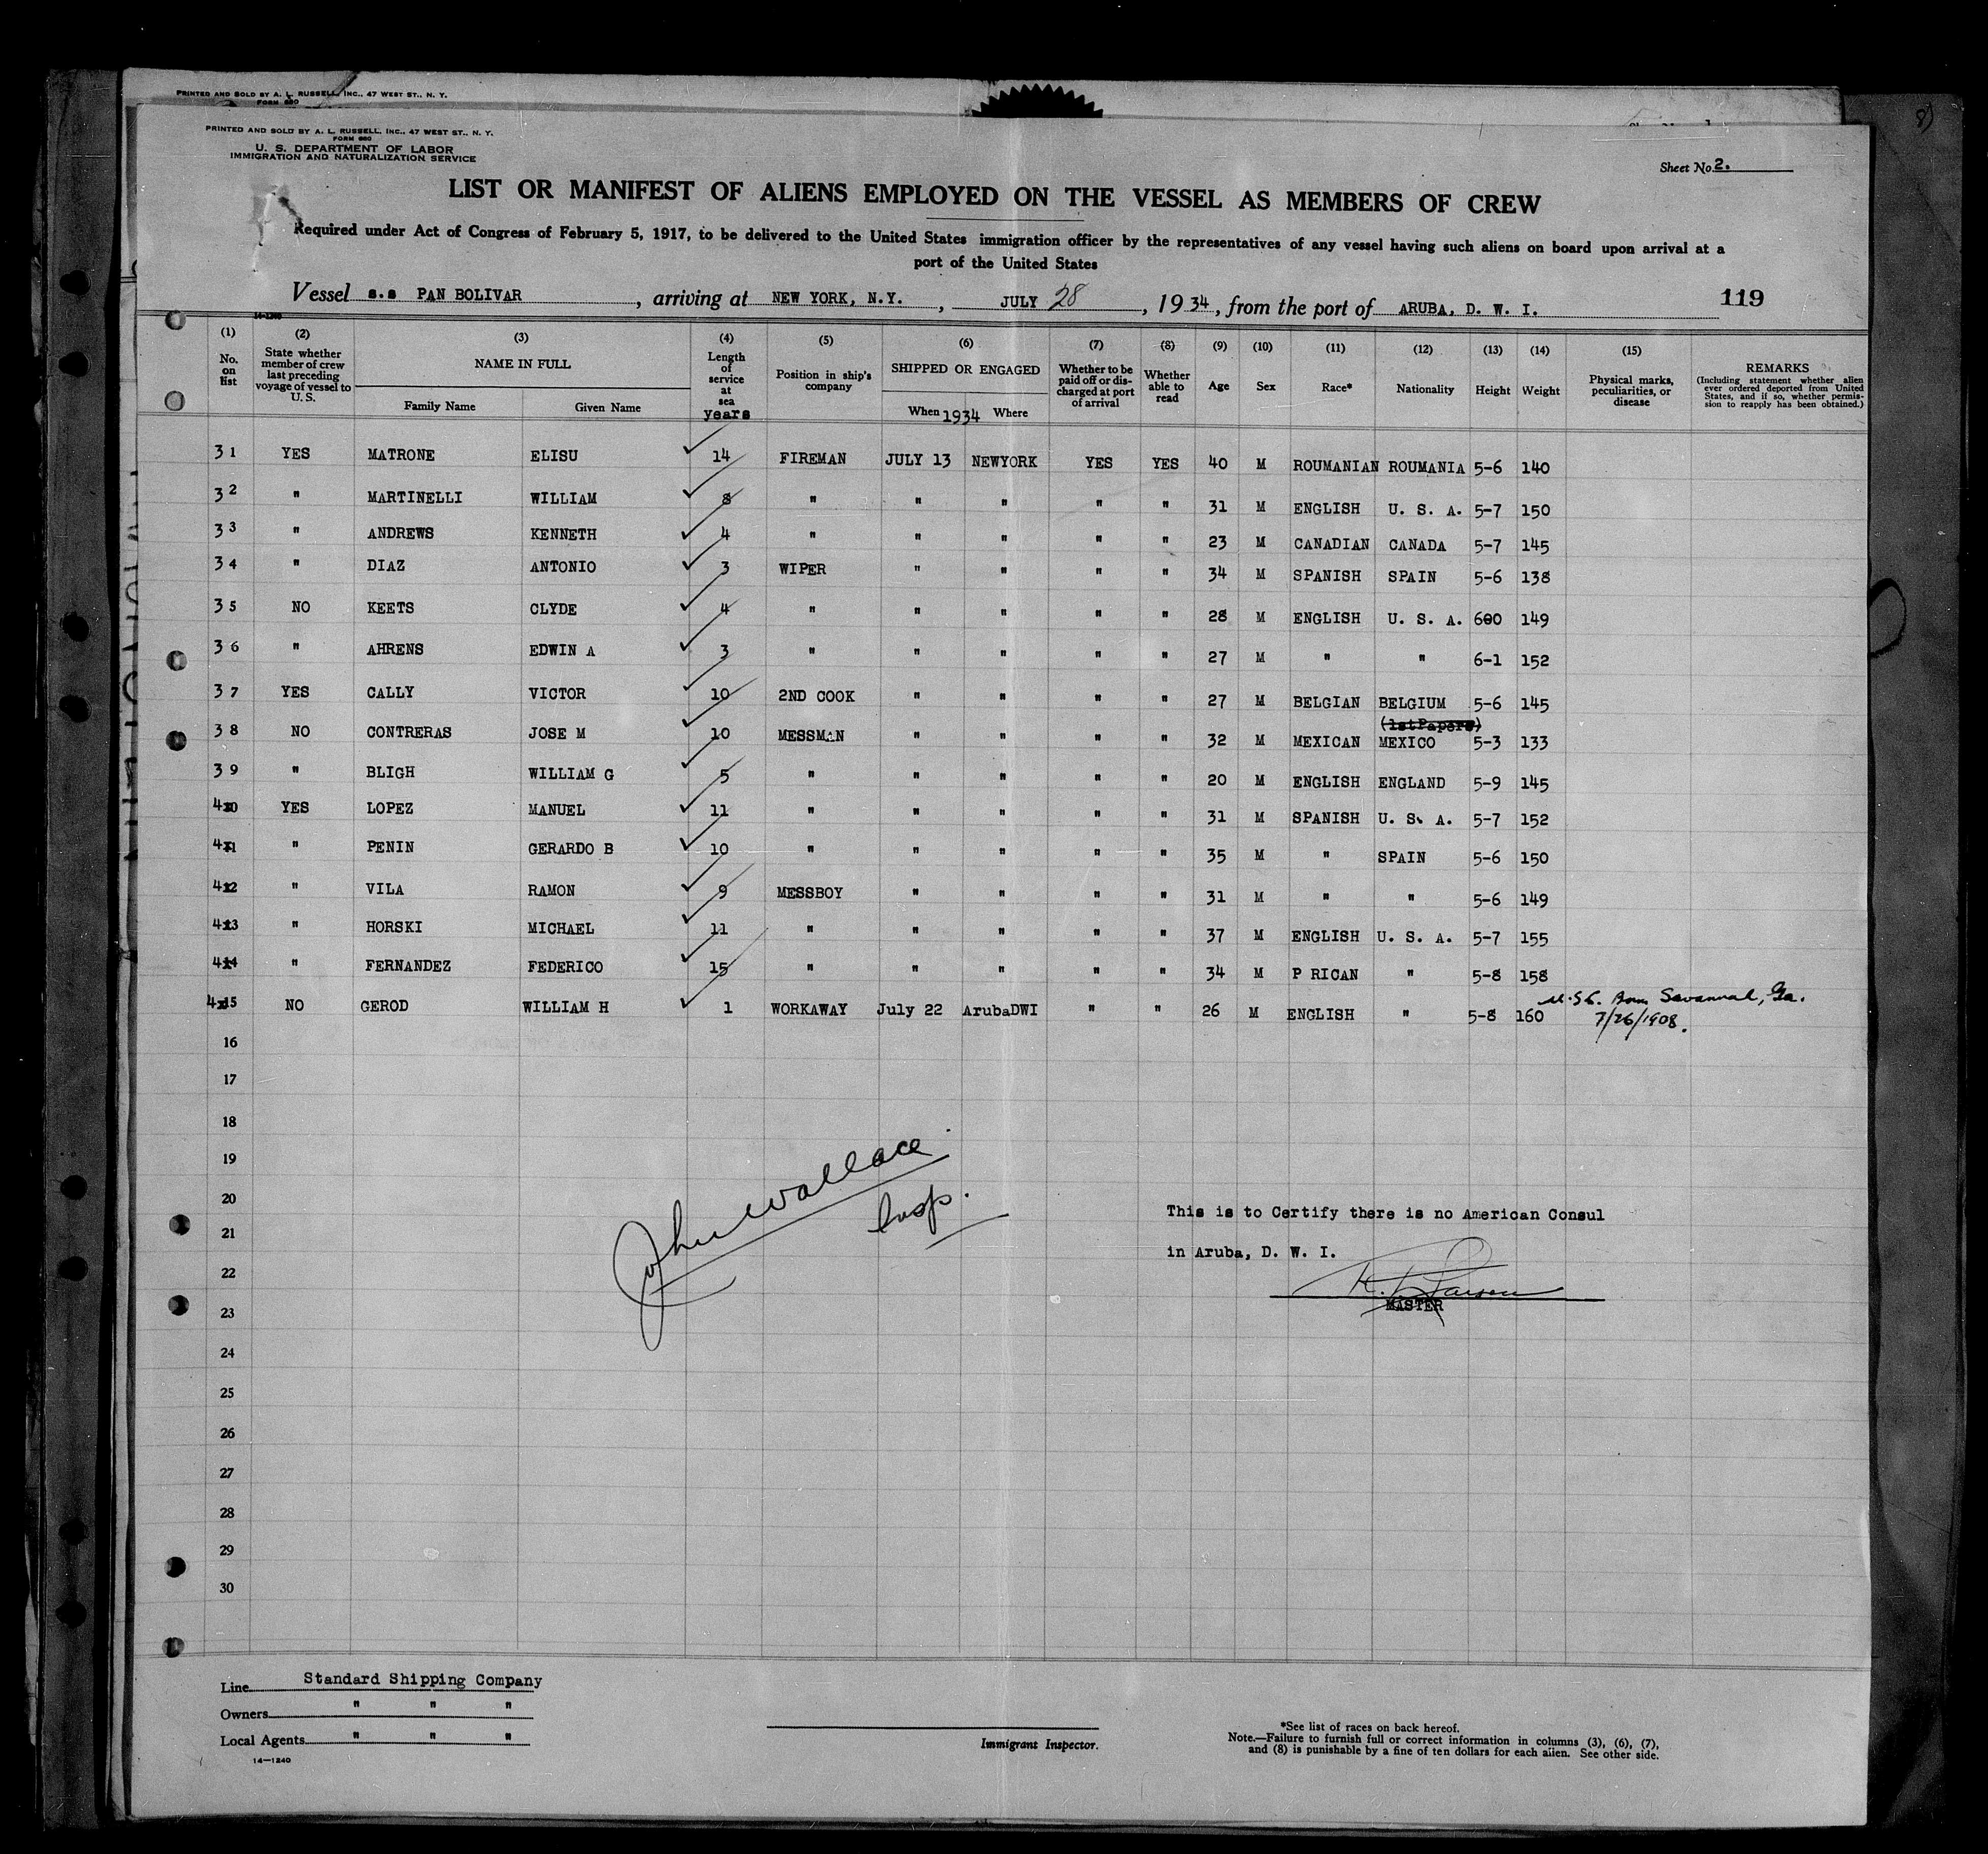 PRINTED AND SOLD BY A. L. RUSSELL, INC., 47 WEST ST., N. Y.
FORM 680
PRINTED AND SOLD BY A. L. RUSSELL, INC., 47 WEST ST., N. Y.
FORM 680
U. S. DEPARTMENT OF LABOR
IMMIGRATION AND NATURALIZATION SERVICE
Sheet No. 2.
LIST OR MANIFEST OF ALIENS EMPLOYED ON THE VESSEL AS MEMBERS OF CREW
Required under Act of Congress of February 5, 1917, to be delivered to the United States immigration officer by the representatives of any vessel having such aliens on board upon arrival at a
port of the United States
Vessel s.s PAN BOLIVAR, arriving at NEW YORK, N.Y., JULY 28, 1934, from the port of ARUBA, D. W. I.
119
14-1240
(1) No. on list
(2) State whether member of crew last preceding voyage of vessel to U. S.
(3) NAME IN FULL Family Name Given Name
(4) Length of service at sea years
(5) Position in ship's company
(6) SHIPPED OR ENGAGED When 1934 Where
(7) Whether to be paid off or discharged at port of arrival
(8) Whether able to read
(9) Age
(10) Sex
(11) Race*
(12) Nationality
(13) Height
(14) Weight
(15) Physical marks, peculiarities, or disease
REMARKS (Including statement whether alien ever ordered deported from United States, and if so, whether permission to reapply has been obtained.)
31 YES MATRONE ELISU 14 FIREMAN JULY 13 NEWYORK YES YES 40 M ROUMANIAN ROUMANIA 5-6 140
32 " MARTINELLI WILLIAM 8 " " " " " 31 M ENGLISH U. S. A. 5-7 150
33 " ANDREWS KENNETH 4 " " " " " 23 M CANADIAN CANADA 5-7 145
34 " DIAZ ANTONIO 3 WIPER " " " " 34 M SPANISH SPAIN 5-6 138
35 NO KEETS CLYDE 4 " " " " " 28 M ENGLISH U. S. A. 600 149
36 " AHRENS EDWIN A 3 " " " " " 27 M " " 6-1 152
37 YES CALLY VICTOR 10 2ND COOK " " " " 27 M BELGIAN BELGIUM 5-6 145
(1stPapers)
38 NO CONTRERAS JOSE M 10 MESSMAN " " " " 32 M MEXICAN MEXICO 5-3 133
39 " BLIGH WILLIAM G 5 " " " " " 20 M ENGLISH ENGLAND 5-9 145
40 YES LOPEZ MANUEL 11 " " " " " 31 M SPANISH U. S. A. 5-7 152
41 " PENIN GERARDO B 10 " " " " " 35 M " SPAIN 5-6 150
42 " VILA RAMON 9 MESSBOY " " " " 31 M " " 5-6 149
43 " HORSKI MICHAEL 11 " " " " " 37 M ENGLISH U. S. A. 5-7 155
44 " FERNANDEZ FEDERICO 15 " " " " " 34 M P RICAN " 5-8 158
45 NO GEROD WILLIAM H 1 WORKAWAY July 22 ArubaDWI " " 26 M ENGLISH " 5-8 160 Born Savannah, Ga.
7/26/1908.
16
17
18
19
20
21
22
23
24
25
26
27
28
29
30
John Wallace
Insp.
This is to Certify there is no American Consul
in Aruba, D. W. I.
MASTER
Line Standard Shipping Company
Owners " " "
Local Agents " " "
14—1240
Immigrant Inspector.
*See list of races on back hereof.
Note.—Failure to furnish full or correct information in columns (3), (6), (7),
and (8) is punishable by a fine of ten dollars for each alien. See other side.